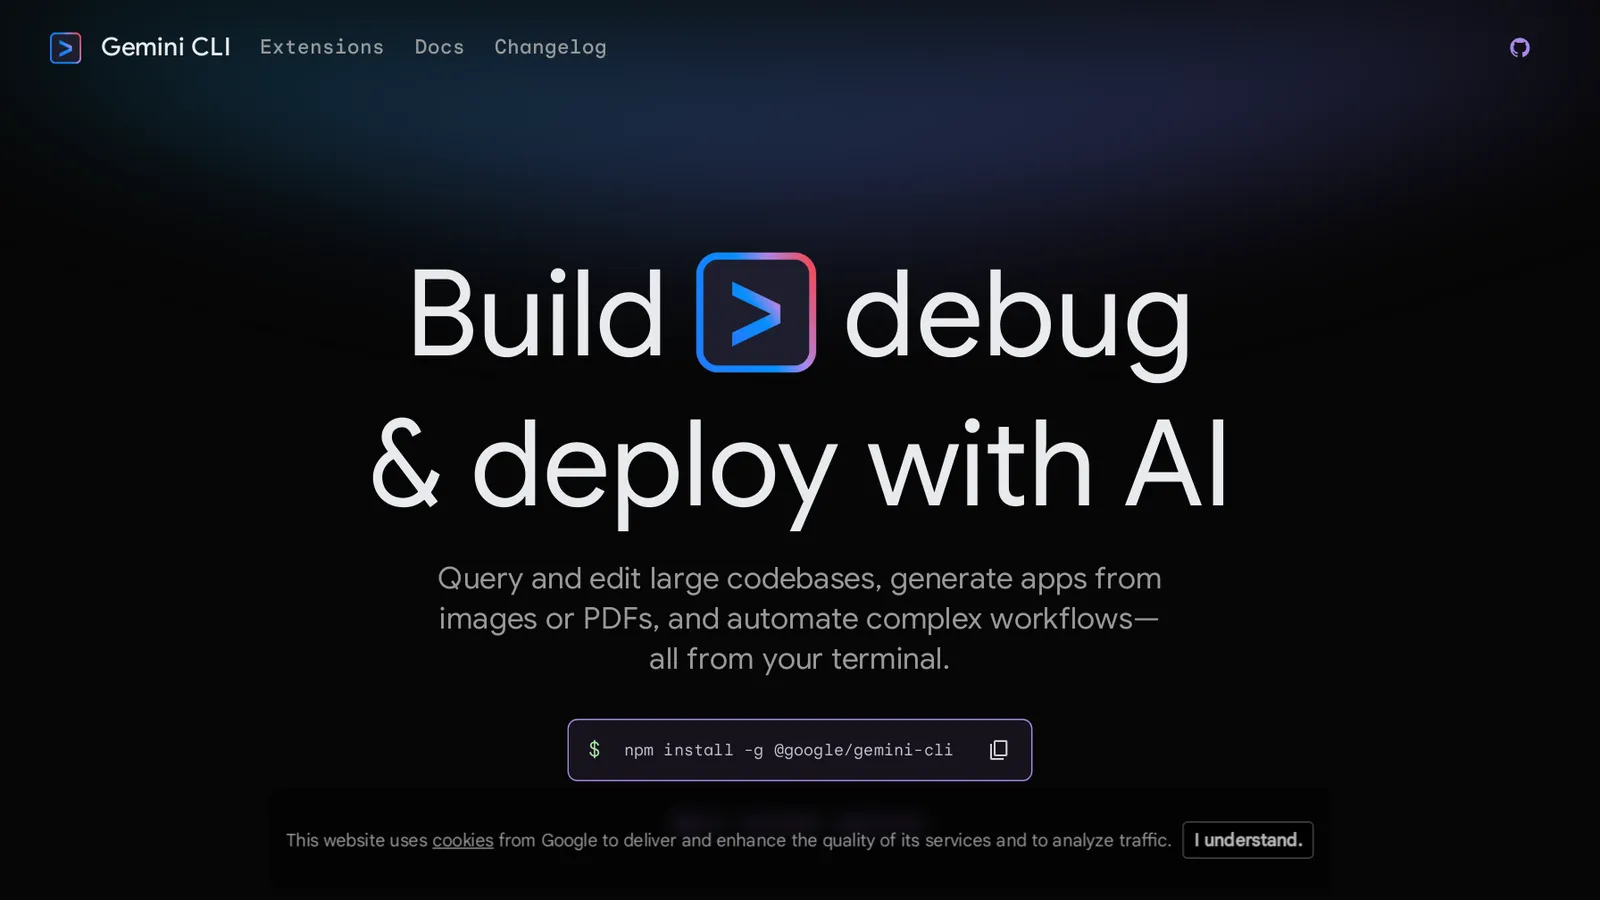 Gemini CLI Extensions Docs Changelog
Build > debug
& deploy with AI
Query and edit large codebases, generate apps from
images or PDFs, and automate complex workflows—
all from your terminal.
$ npm install -g @google/gemini-cli
This website uses cookies from Google to deliver and enhance the quality of its services and to analyze traffic. I understand.